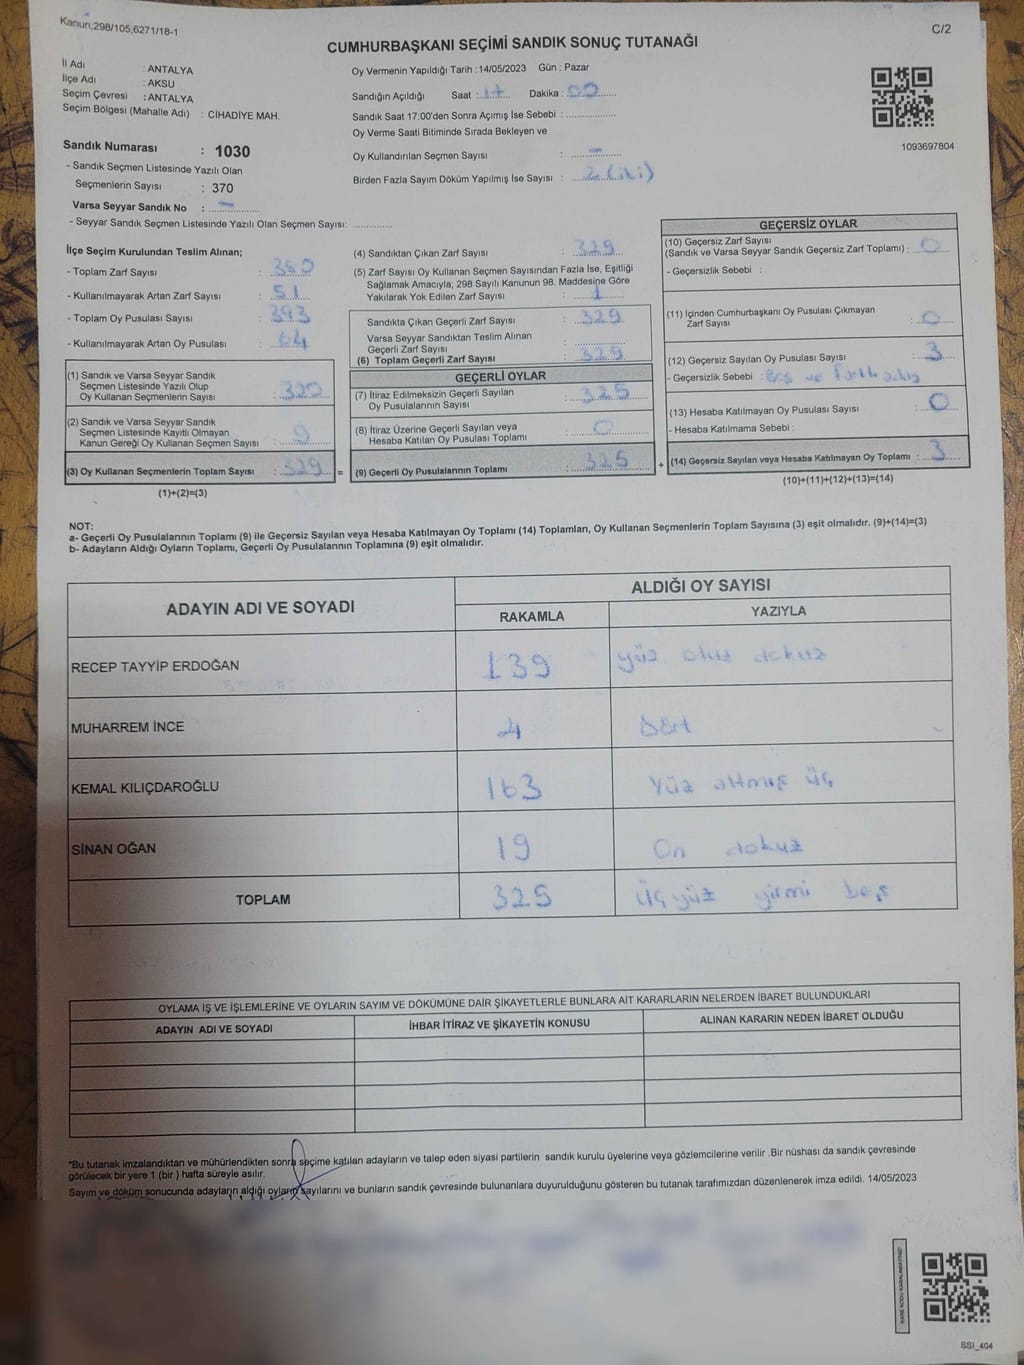 Kanun;298/105,6271/18-1
C/2
CUMHURBAŞKANI SEÇİMİ SANDIK SONUÇ TUTANAĞI
İl Adı : ANTALYA
İlçe Adı : AKSU
Seçim Çevresi : ANTALYA
Seçim Bölgesi (Mahalle Adı) : CİHADİYE MAH.
Sandık Numarası : 1030
- Sandık Seçmen Listesinde Yazılı Olan
Seçmenlerin Sayısı : 370
Varsa Seyyar Sandık No : -
- Seyyar Sandık Seçmen Listesinde Yazılı Olan Seçmen Sayısı: ..............
Oy Vermenin Yapıldığı Tarih : 14/05/2023 Gün : Pazar
Sandığın Açıldığı Saat : 17 Dakika : 00
Sandık Saat 17:00'den Sonra Açımış İse Sebebi : ..................
Oy Verme Saati Bitiminde Sırada Bekleyen ve
Oy Kullandırılan Seçmen Sayısı : -
Birden Fazla Sayım Döküm Yapılmış İse Sayısı : 2 (iki)
1093697804
İlçe Seçim Kurulundan Teslim Alınan;
- Toplam Zarf Sayısı : 380
- Kullanılmayarak Artan Zarf Sayısı : 51
- Toplam Oy Pusulası Sayısı : 393
- Kullanılmayarak Artan Oy Pusulası : 64
(1) Sandık ve Varsa Seyyar Sandık
Seçmen Listesinde Yazılı Olup
Oy Kullanan Seçmenlerin Sayısı : 320
(2) Sandık ve Varsa Seyyar Sandık
Seçmen Listesinde Kayıtlı Olmayan
Kanun Gereği Oy Kullanan Seçmen Sayısı : 9
(3) Oy Kullanan Seçmenlerin Toplam Sayısı : 329 =
(1)+(2)=(3)
(4) Sandıktan Çıkan Zarf Sayısı : 329
(5) Zarf Sayısı Oy Kullanan Seçmen Sayısından Fazla İse, Eşitliği
Sağlamak Amacıyla, 298 Sayılı Kanunun 98. Maddesine Göre
Yakılarak Yok Edilen Zarf Sayısı :
Sandıkta Çıkan Geçerli Zarf Sayısı : 329
Varsa Seyyar Sandıktan Teslim Alınan
Geçerli Zarf Sayısı :
(6) Toplam Geçerli Zarf Sayısı : 329
GEÇERLİ OYLAR
(7) İtiraz Edilmeksizin Geçerli Sayılan
Oy Pusulalarının Sayısı : 325
(8) İtiraz Üzerine Geçerli Sayılan veya
Hesaba Katılan Oy Pusulası Toplamı : 0
(9) Geçerli Oy Pusulalarının Toplamı : 325 +
GEÇERSİZ OYLAR
(10) Geçersiz Zarf Sayısı
(Sandık ve Varsa Seyyar Sandık Geçersiz Zarf Toplamı) : 0
- Geçersizlik Sebebi :
(11) İçinden Cumhurbaşkanı Oy Pusulası Çıkmayan
Zarf Sayısı : 0
(12) Geçersiz Sayılan Oy Pusulası Sayısı : 3
- Geçersizlik Sebebi : Boş ve
(13) Hesaba Katılmayan Oy Pusulası Sayısı : 0
- Hesaba Katılmama Sebebi :
(14) Geçersiz Sayılan veya Hesaba Katılmayan Oy Toplamı : 3
(10)+(11)+(12)+(13)=(14)
NOT:
a- Geçerli Oy Pusulalarının Toplamı (9) ile Geçersiz Sayılan veya Hesaba Katılmayan Oy Toplamı (14) Toplamları, Oy Kullanan Seçmenlerin Toplam Sayısına (3) eşit olmalıdır. (9)+(14)=(3)
b- Adayların Aldığı Oyların Toplamı, Geçerli Oy Pusulalarının Toplamına (9) eşit olmalıdır.
ADAYIN ADI VE SOYADI
ALDIĞI OY SAYISI
RAKAMLA YAZIYLA
RECEP TAYYİP ERDOĞAN 139 yüz otuz dokuz
MUHARREM İNCE 4 Dört
KEMAL KILIÇDAROĞLU 163 Yüz altmış üç
SİNAN OĞAN 19 On dokuz
TOPLAM 325 üçyüz yirmi beş
OYLAMA İŞ VE İŞLEMLERİNE VE OYLARIN SAYIM VE DÖKÜMÜNE DAİR ŞİKAYETLERLE BUNLARA AİT KARARLARIN NELERDEN İBARET BULUNDUKLARI
ADAYIN ADI VE SOYADI İHBAR İTİRAZ VE ŞİKAYETİN KONUSU ALINAN KARARIN NEDEN İBARET OLDUĞU
*Bu tutanak imzalandıktan ve mühürlendikten sonra seçime katılan adayların ve talep eden siyasi partilerin sandık kurulu üyelerine veya gözlemcilerine verilir .Bir nüshası da sandık çevresinde
görülecek bir yere 1 (bir ) hafta süreyle asılır.
Sayım ve döküm sonucunda adayların aldığı oyların sayılarını ve bunların sandık çevresinde bulunanlara duyurulduğunu gösteren bu tutanak tarafımızdan düzenlenerek imza edildi. 14/05/2023
KARE KODU KARALAMAYINIZ!
SSI_404